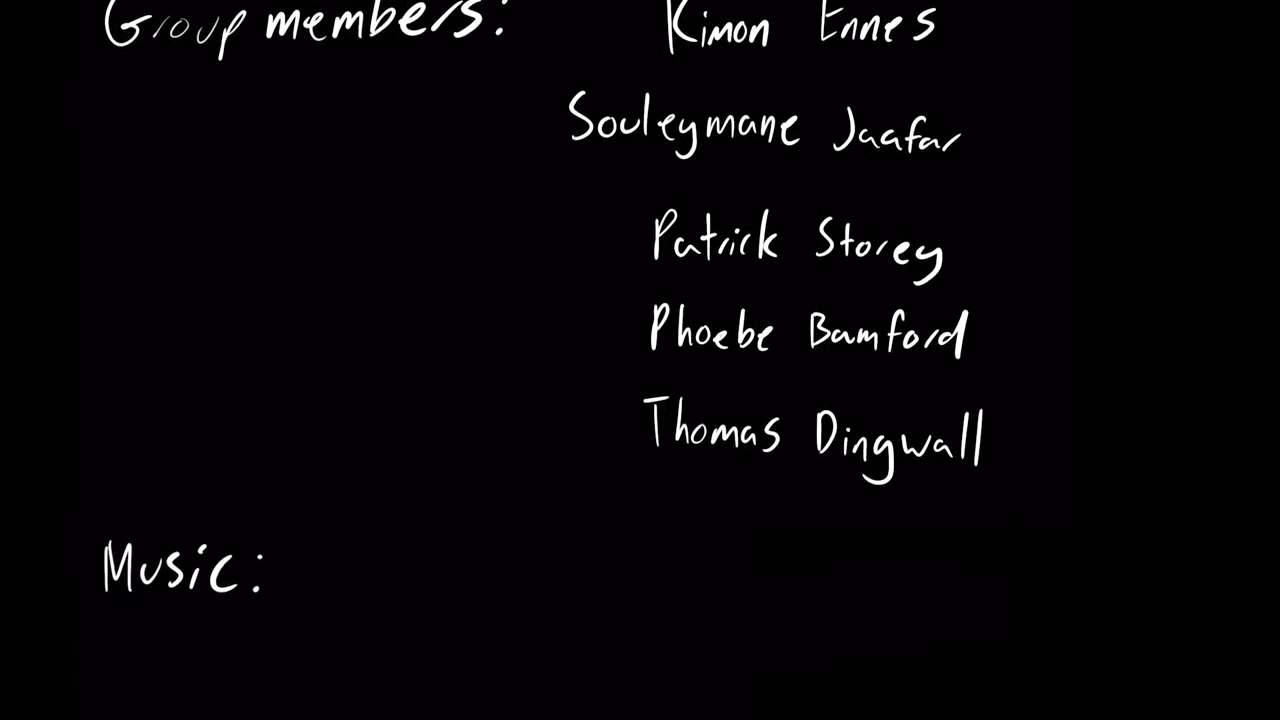 Group members: Kimon Ennes
Souleymane Jaafar
Patrick Storey
Phoebe Bamford
Thomas Dingwall
Music: